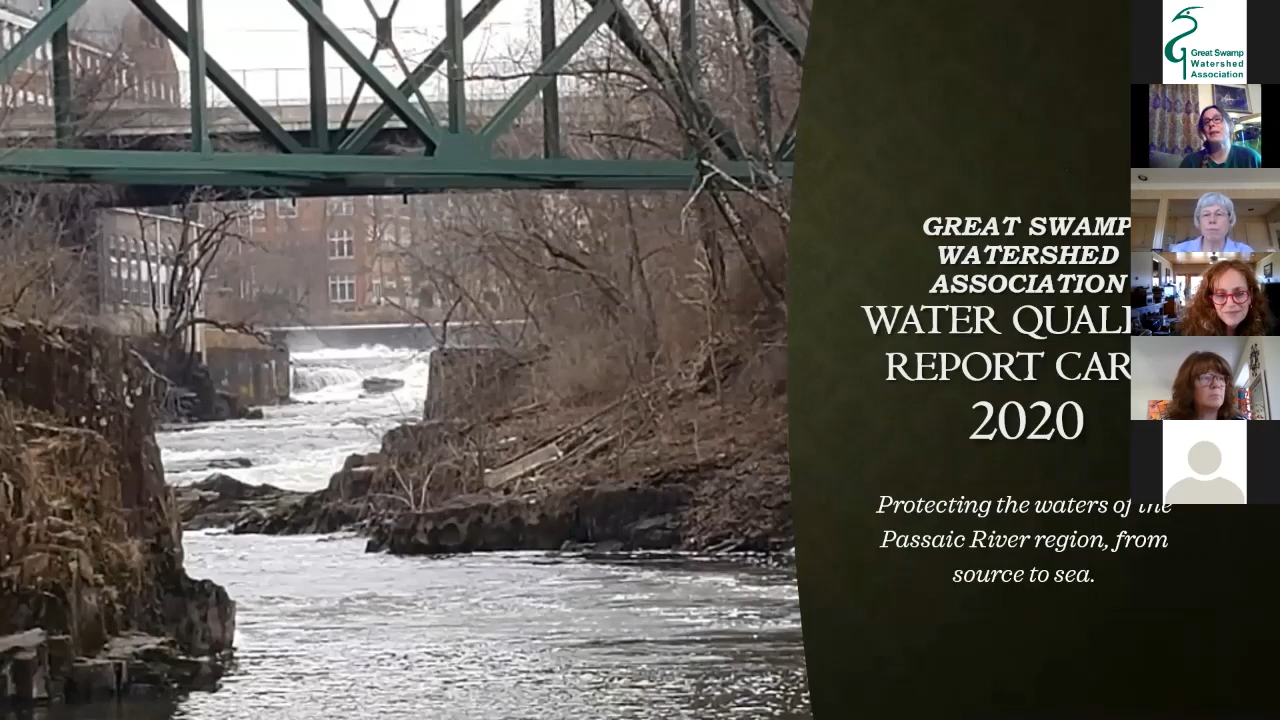 GREAT SWAMP
WATERSHED
ASSOCIATION
WATER QUALI
REPORT CAR
2020
Protecting the waters of the
Passaic River region, from
source to sea.
Great Swamp
Watershed
Association